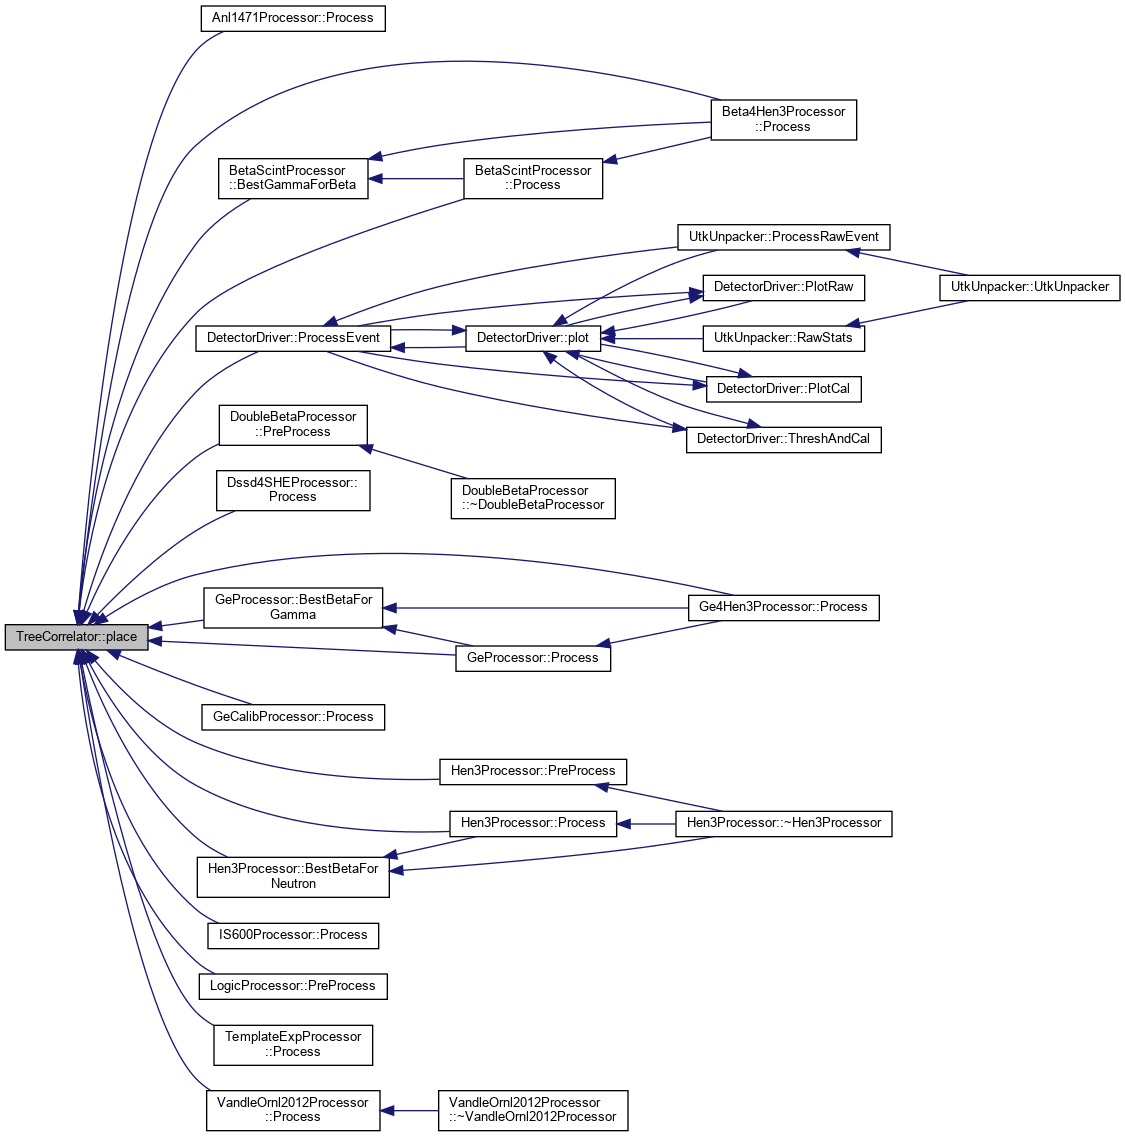 Anl1471Processor::Process
Beta4Hen3Processor
::Process
BetaScintProcessor
::BestGammaForBeta
BetaScintProcessor
::Process
UtkUnpacker::ProcessRawEvent
DetectorDriver::PlotRaw
UtkUnpacker::UtkUnpacker
DetectorDriver::ProcessEvent
DetectorDriver::plot
UtkUnpacker::RawStats
DetectorDriver::PlotCal
DoubleBetaProcessor
::PreProcess
DetectorDriver::ThreshAndCal
Dssd4SHEProcessor::
Process
DoubleBetaProcessor
::~DoubleBetaProcessor
GeProcessor::BestBetaFor
Gamma
Ge4Hen3Processor::Process
TreeCorrelator::place
GeProcessor::Process
GeCalibProcessor::Process
Hen3Processor::PreProcess
Hen3Processor::Process
Hen3Processor::~Hen3Processor
Hen3Processor::BestBetaFor
Neutron
IS600Processor::Process
LogicProcessor::PreProcess
TemplateExpProcessor
::Process
VandleOrnl2012Processor
::Process
VandleOrnl2012Processor
::~VandleOrnl2012Processor